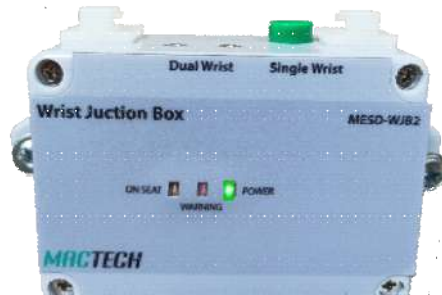 Dual Wrist Single Wrist
Wrist Juction Box MESD-WJB2
ON SEAT POWER
WARNING
MACTECH